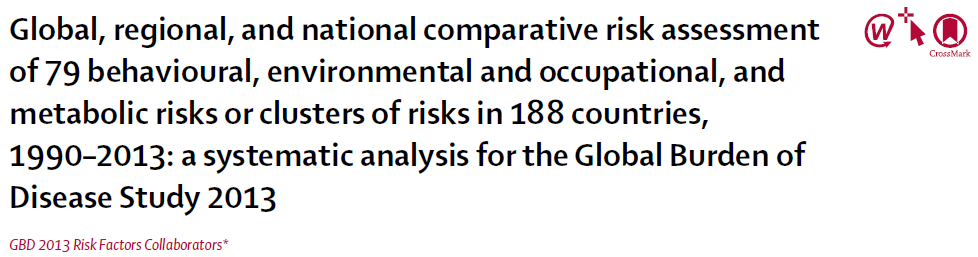 Global, regional, and national comparative risk assessment
of 79 behavioural, environmental and occupational, and
metabolic risks or clusters of risks in 188 countries,
1990–2013: a systematic analysis for the Global Burden of
Disease Study 2013
GBD 2013 Risk Factors Collaborators*
W
CrossMark